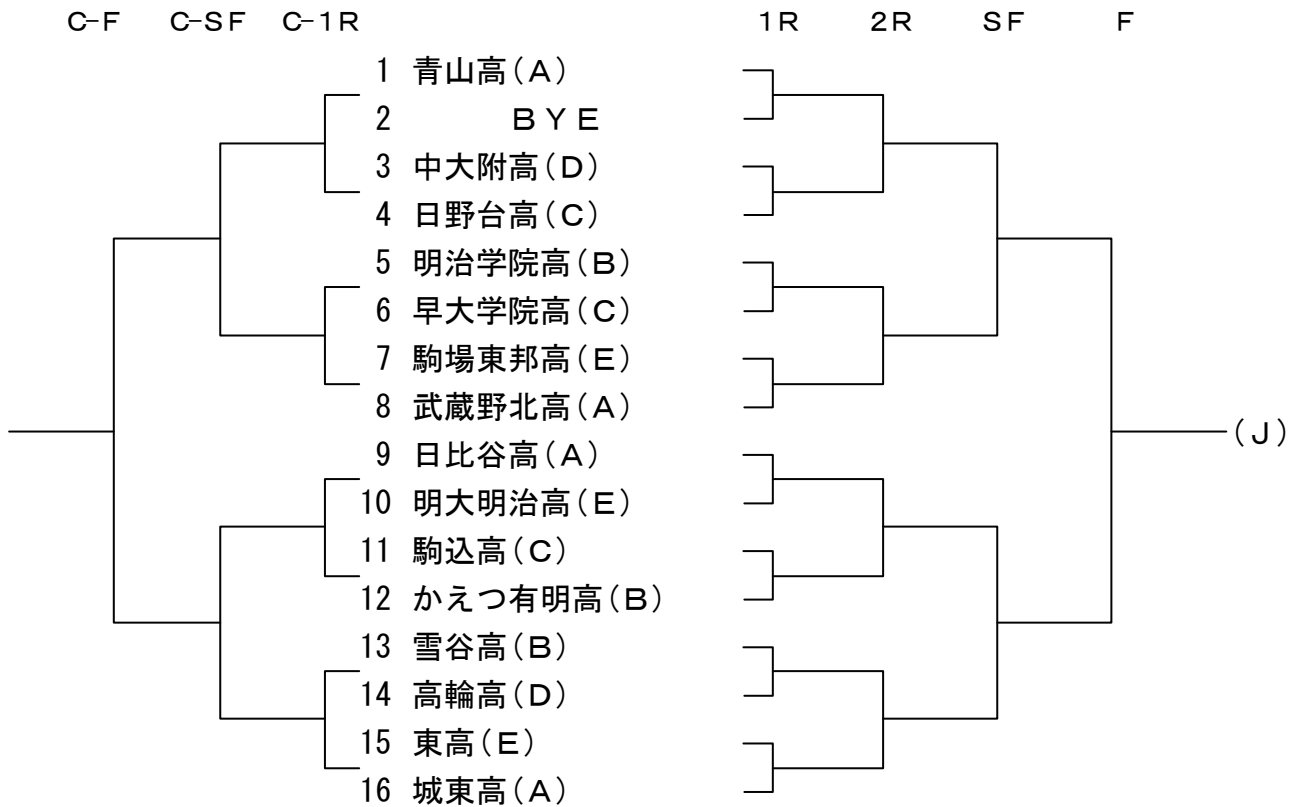 C-F C-SF C-1R 1R 2R SF F
1 青山高(A)
2 BYE
3 中大附高(D)
4 日野台高(C)
5 明治学院高(B)
6 早大学院高(C)
7 駒場東邦高(E)
8 武蔵野北高(A)
(J)
9 日比谷高(A)
10 明大明治高(E)
11 駒込高(C)
12 かえつ有明高(B)
13 雪谷高(B)
14 高輪高(D)
15 東高(E)
16 城東高(A)